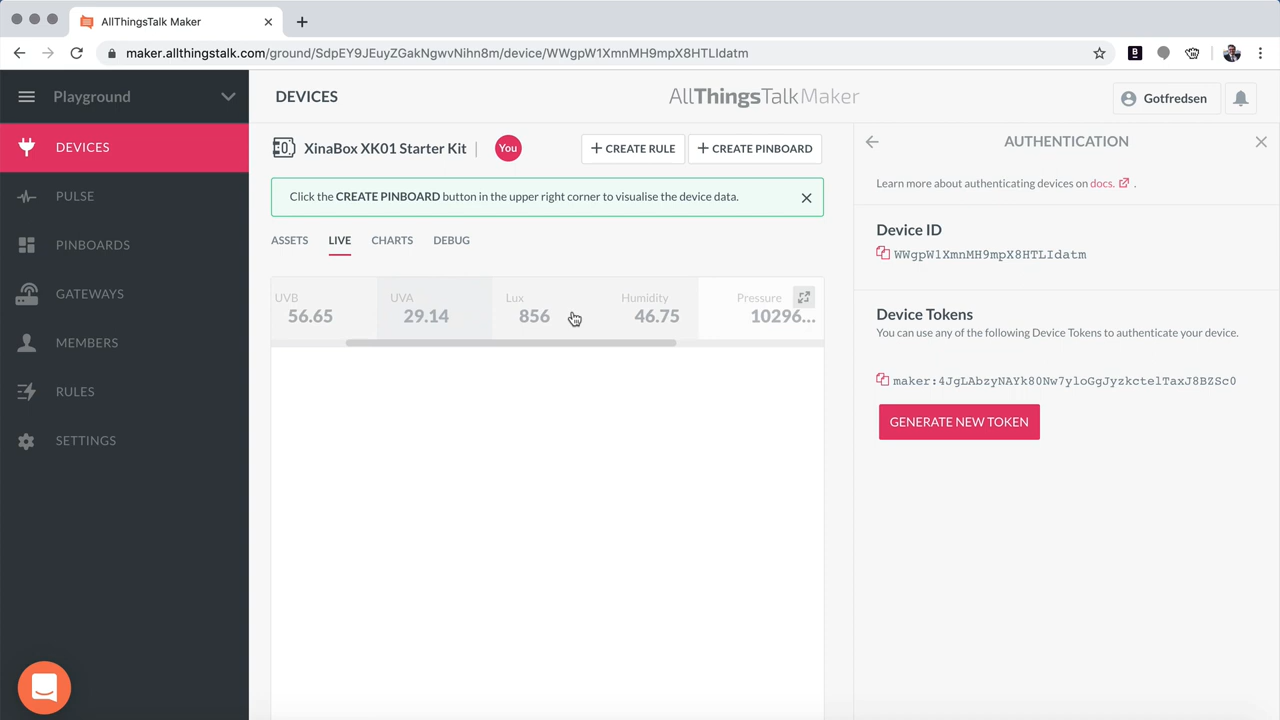 AllThingsTalk Maker
maker.allthingstalk.com/ground/SdpEY9JEuyZGakNgwvNihn8m/device/WWgpW1XmnMH9mpX8HTLIdatm
Playground
DEVICES
AllThingsTalkMaker
Gotfredsen
DEVICES
PULSE
PINBOARDS
GATEWAYS
MEMBERS
RULES
SETTINGS
XinaBox XK01 Starter Kit
You
+ CREATE RULE
+ CREATE PINBOARD
Click the CREATE PINBOARD button in the upper right corner to visualise the device data.
ASSETS LIVE CHARTS DEBUG
UVB UVA Lux Humidity Pressure
56.65 29.14 856 46.75 10296...
AUTHENTICATION
Learn more about authenticating devices on docs. .
Device ID
WWgpW1XmnMH9mpX8HTLIdatm
Device Tokens
You can use any of the following Device Tokens to authenticate your device.
maker:4JgLAbzyNAYk80Nw7yloGgJyzkctelTaxJ8BZSc0
GENERATE NEW TOKEN